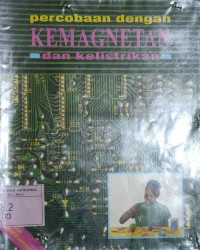 percobaan dengan
KEMAGNETAN
dan kelistrikan